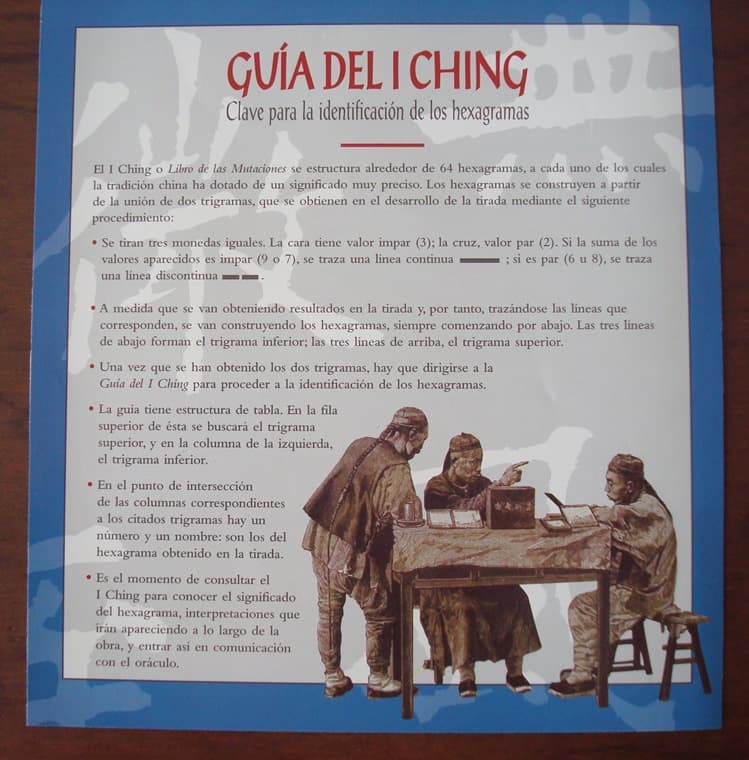 GUÍA DEL I CHING
Clave para la identificación de los hexagramas
El I Ching o Libro de las Mutaciones se estructura alrededor de 64 hexagramas, a cada uno de los cuales
la tradición china ha dotado de un significado muy preciso. Los hexagramas se construyen a partir
de la unión de dos trigramas, que se obtienen en el desarrollo de la tirada mediante el siguiente
procedimiento:
• Se tiran tres monedas iguales. La cara tiene valor impar (3); la cruz, valor par (2). Si la suma de los
valores aparecidos es impar (9 o 7), se traza una línea continua ; si es par (6 u 8), se traza
una línea discontinua .
• A medida que se van obteniendo resultados en la tirada y, por tanto, trazándose las líneas que
corresponden, se van construyendo los hexagramas, siempre comenzando por abajo. Las tres líneas
de abajo forman el trigrama inferior; las tres líneas de arriba, el trigrama superior.
• Una vez que se han obtenido los dos trigramas, hay que dirigirse a la
Guía del I Ching para proceder a la identificación de los hexagramas.
• La guía tiene estructura de tabla. En la fila
superior de ésta se buscará el trigrama
superior, y en la columna de la izquierda,
el trigrama inferior.
• En el punto de intersección
de las columnas correspondientes
a los citados trigramas hay un
número y un nombre: son los del
hexagrama obtenido en la tirada.
• Es el momento de consultar el
I Ching para conocer el significado
del hexagrama, interpretaciones que
irán apareciendo a lo largo de la
obra, y entrar así en comunicación
con el oráculo.